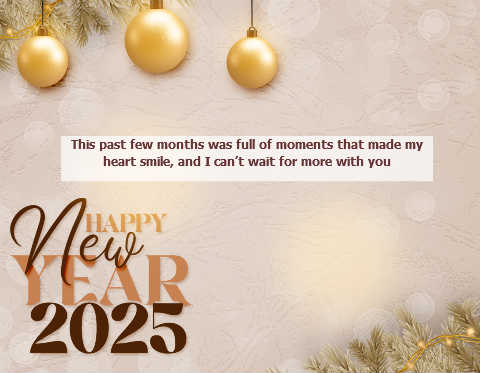 This past few months was full of moments that made my
heart smile, and I can't wait for more with you
HAPPY
New
YEAR
2025